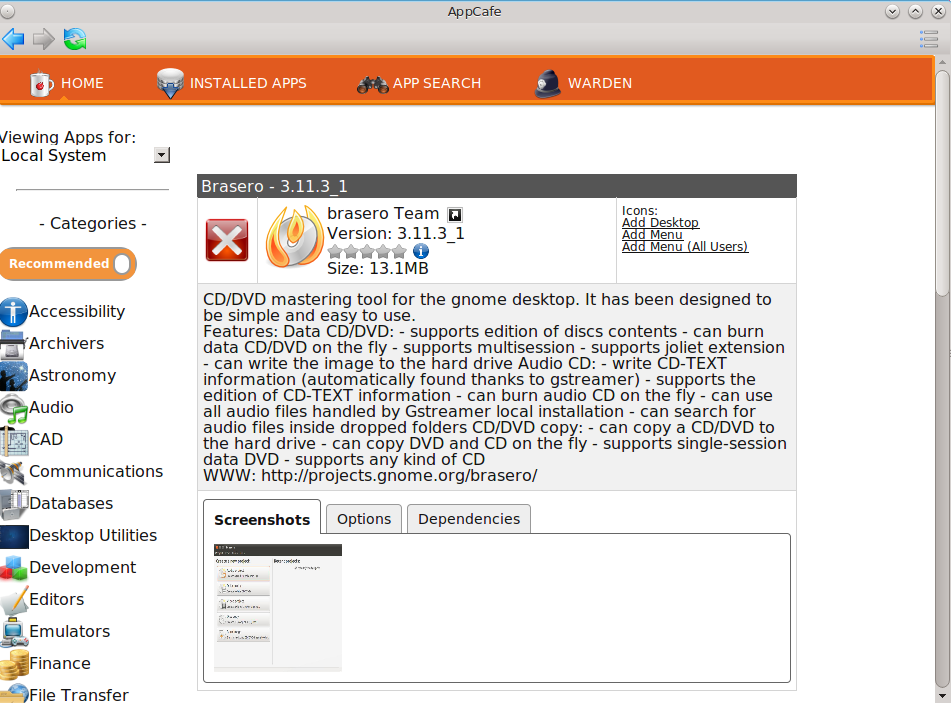 AppCafe
HOME
INSTALLED APPS
APP SEARCH
WARDEN
Viewing Apps for:
Local System
- Categories -
Recommended
Accessibility
Archivers
Astronomy
Audio
CAD
Communications
Databases
Desktop Utilities
Development
Editors
Emulators
Finance
File Transfer
Brasero - 3.11.3_1
brasero Team
Version: 3.11.3_1
Size: 13.1MB
Icons:
Add Desktop
Add Menu
Add Menu (All Users)
CD/DVD mastering tool for the gnome desktop. It has been designed to
be simple and easy to use.
Features: Data CD/DVD: - supports edition of discs contents - can burn
data CD/DVD on the fly - supports multisession - supports joliet extension
- can write the image to the hard drive Audio CD: - write CD-TEXT
information (automatically found thanks to gstreamer) - supports the
edition of CD-TEXT information - can burn audio CD on the fly - can use
all audio files handled by Gstreamer local installation - can search for
audio files inside dropped folders CD/DVD copy: - can copy a CD/DVD to
the hard drive - can copy DVD and CD on the fly - supports single-session
data DVD - supports any kind of CD
WWW: http://projects.gnome.org/brasero/
Screenshots
Options
Dependencies